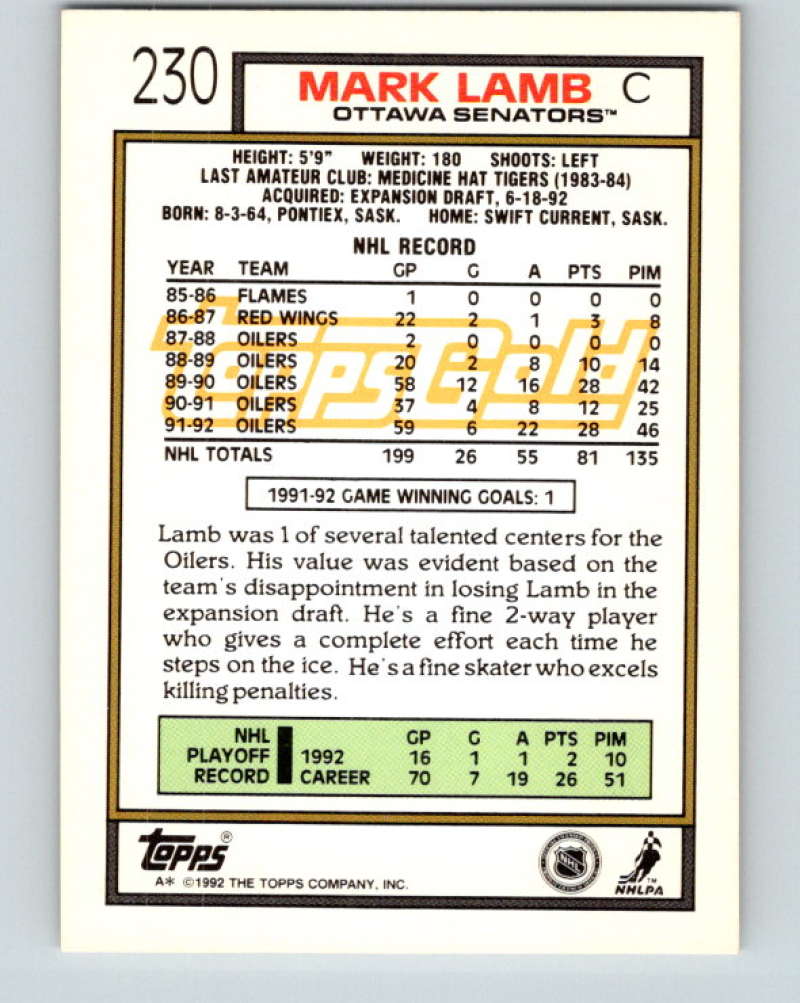 230
MARK LAMB C
OTTAWA SENATORS™
HEIGHT: 5'9" WEIGHT: 180 SHOOTS: LEFT
LAST AMATEUR CLUB: MEDICINE HAT TIGERS (1983-84)
ACQUIRED: EXPANSION DRAFT, 6-18-92
BORN: 8-3-64, PONTIEX, SASK. HOME: SWIFT CURRENT, SASK.
NHL RECORD
YEAR TEAM GP G A PTS PIM
85-86 FLAMES 1 0 0 0 0
86-87 RED WINGS 22 2 1 3 8
87-88 OILERS 2 0 0 0 0
88-89 OILERS 20 2 8 10 14
89-90 OILERS 58 12 16 28 42
90-91 OILERS 37 4 8 12 25
91-92 OILERS 59 6 22 28 46
NHL TOTALS 199 26 55 81 135
ToppsGold
1991-92 GAME WINNING GOALS: 1
Lamb was 1 of several talented centers for the
Oilers. His value was evident based on the
team's disappointment in losing Lamb in the
expansion draft. He's a fine 2-way player
who gives a complete effort each time he
steps on the ice. He's a fine skater who excels
killing penalties.
NHL GP G A PTS PIM
PLAYOFF 1992 16 1 1 2 10
RECORD CAREER 70 7 19 26 51
TOPPS®
A* ©1992 THE TOPPS COMPANY, INC.
NHL
™
NHLPA